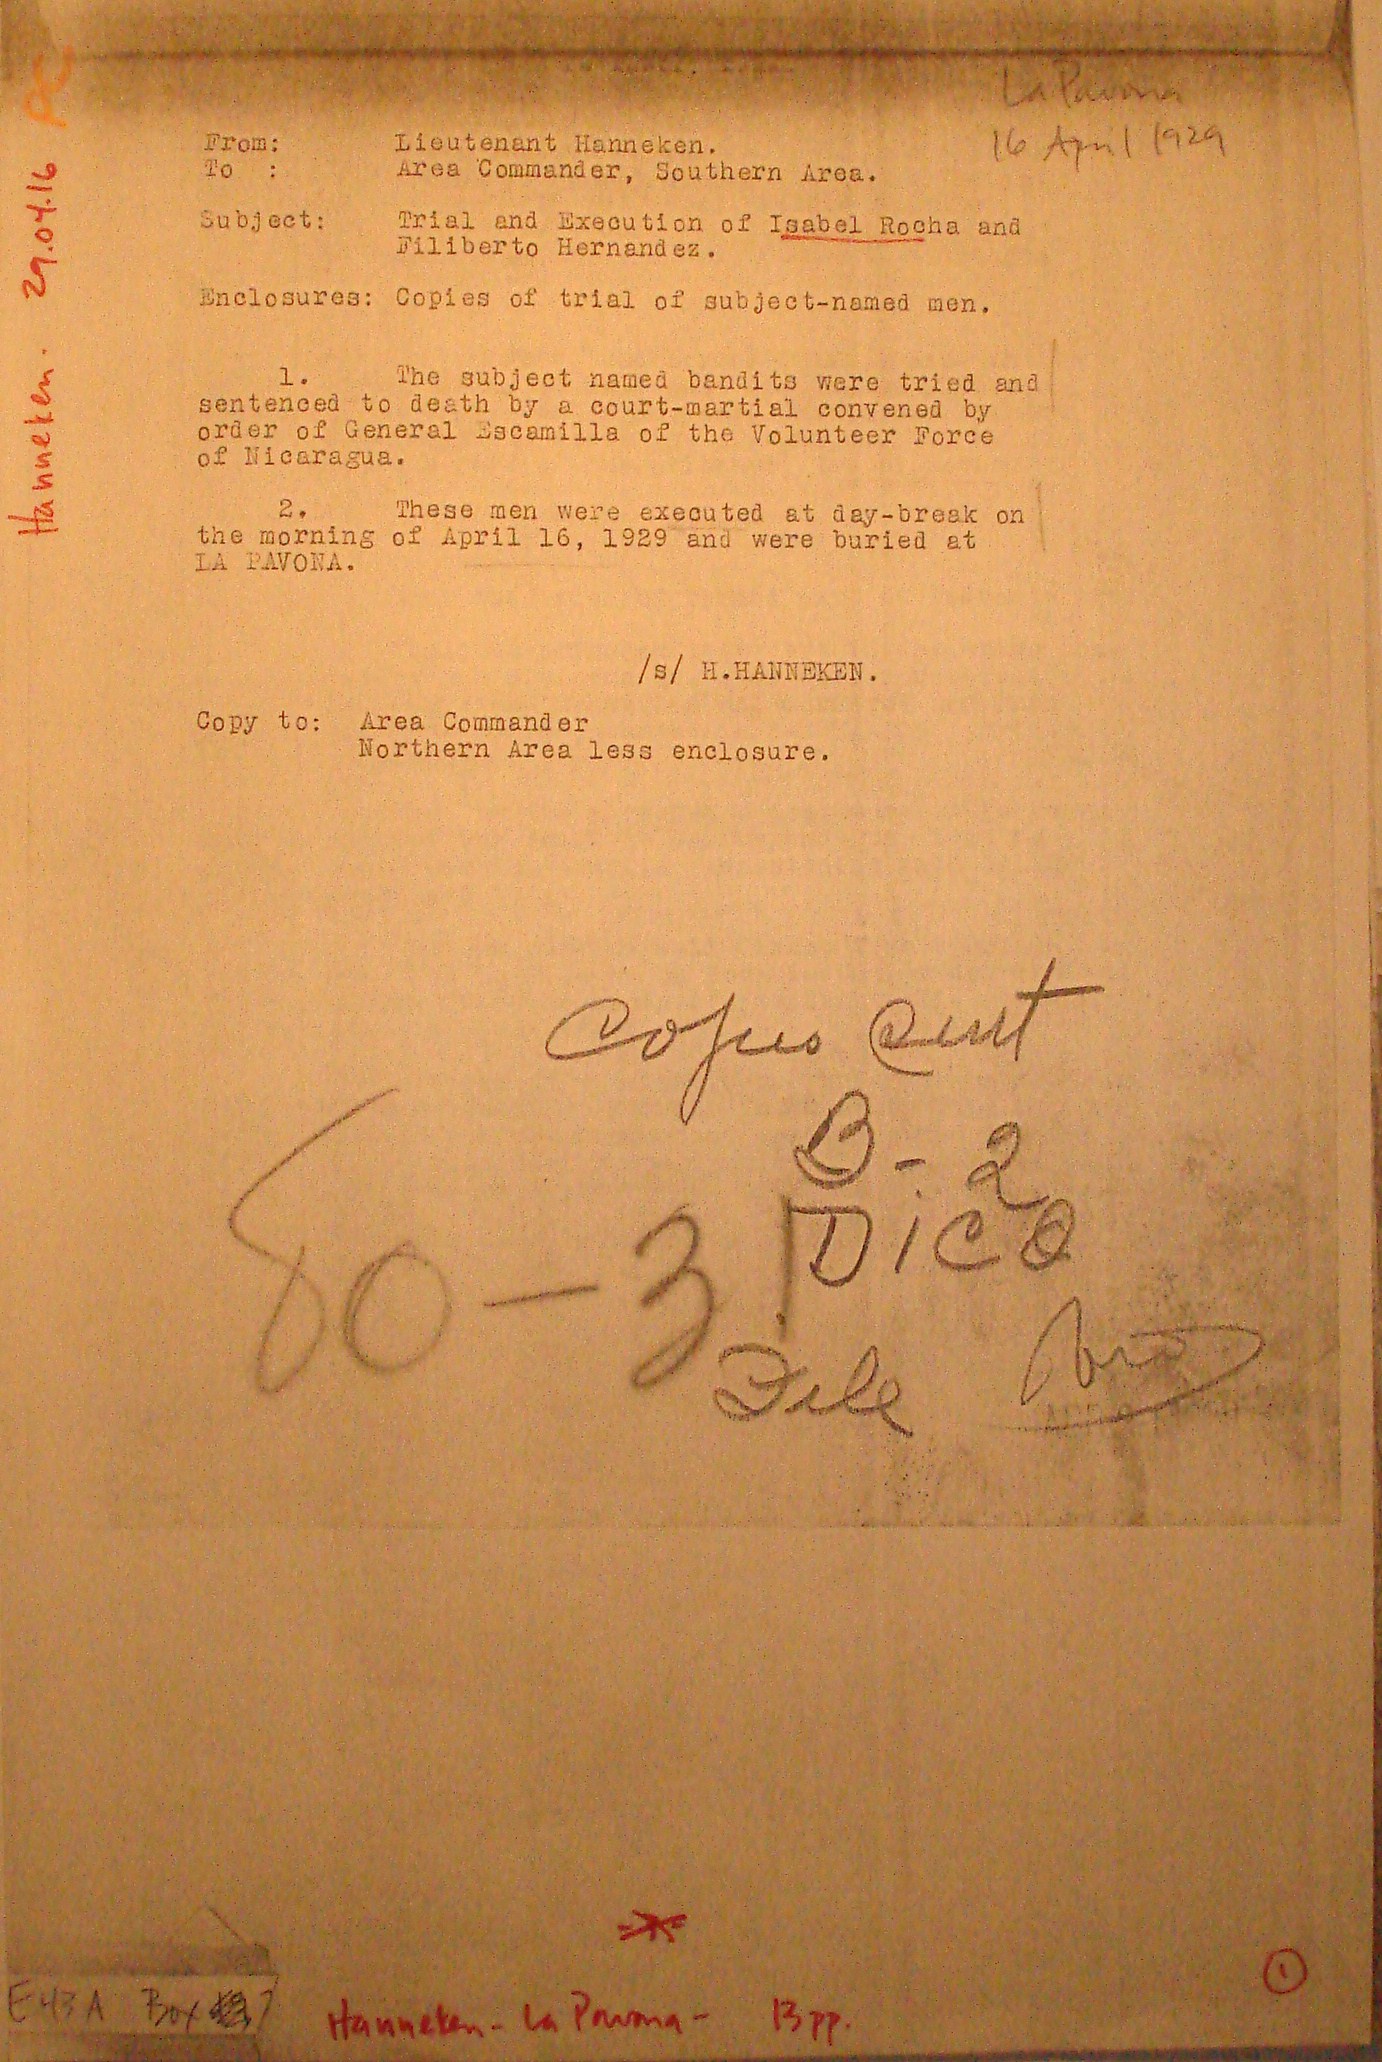 La Pavona
16 April 1929
AC
Hanneken. 29.04.16
From: Lieutenant Hanneken.
To : Area Commander, Southern Area.
Subject: Trial and Execution of Isabel Rocha and
Filiberto Hernandez.
Enclosures: Copies of trial of subject-named men.
1. The subject named bandits were tried and
sentenced to death by a court-martial convened by
order of General Escamilla of the Volunteer Force
of Nicaragua.
2. These men were executed at day-break on
the morning of April 16, 1929 and were buried at
LA PAVONA.
/s/ H.HANNEKEN.
Copy to: Area Commander
Northern Area less enclosure.
Copies sent
B-2
80-3 DICO
File
E43A Box 7
Hanneken- La Pavona- 13 pp.
1